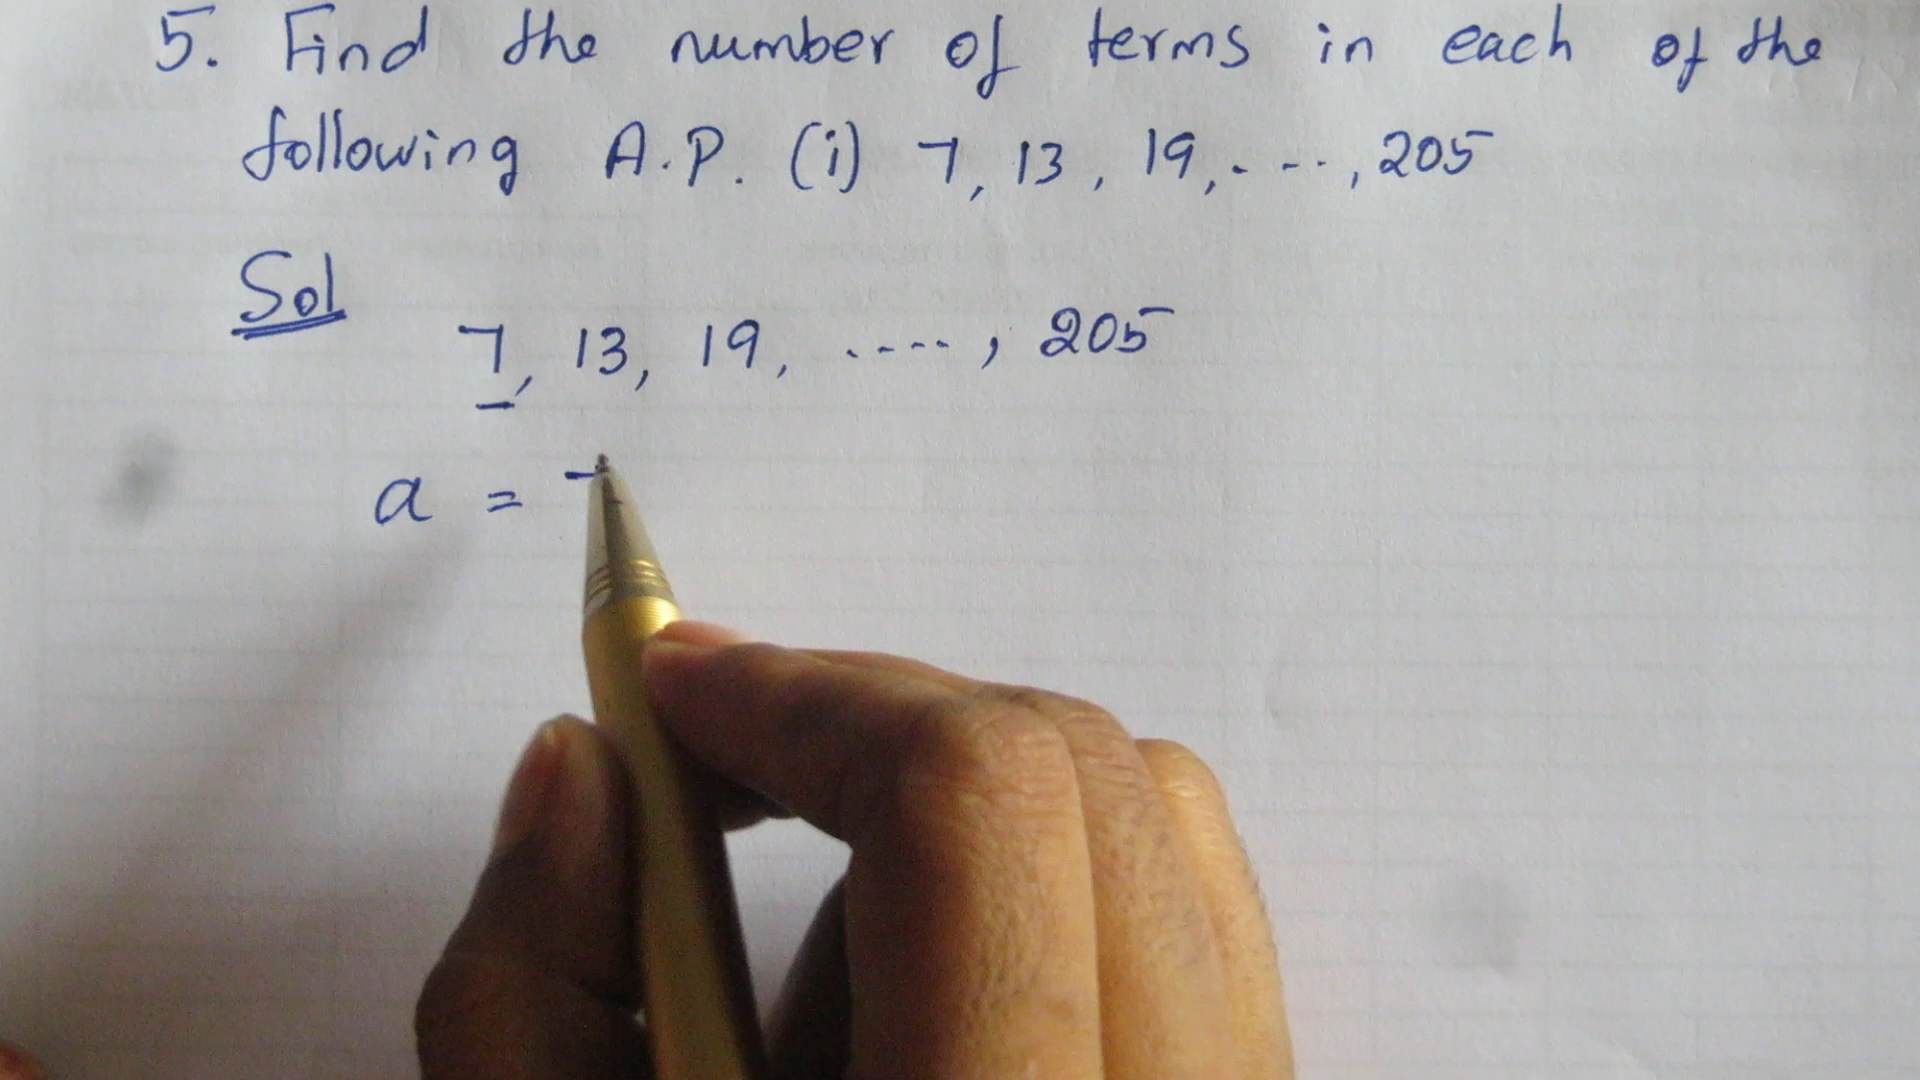 5. Find the number of terms in each of the
following A.P. (i) 7, 13, 19, . - - . , 205
Sol
7, 13, 19, ....., 205
a = 7